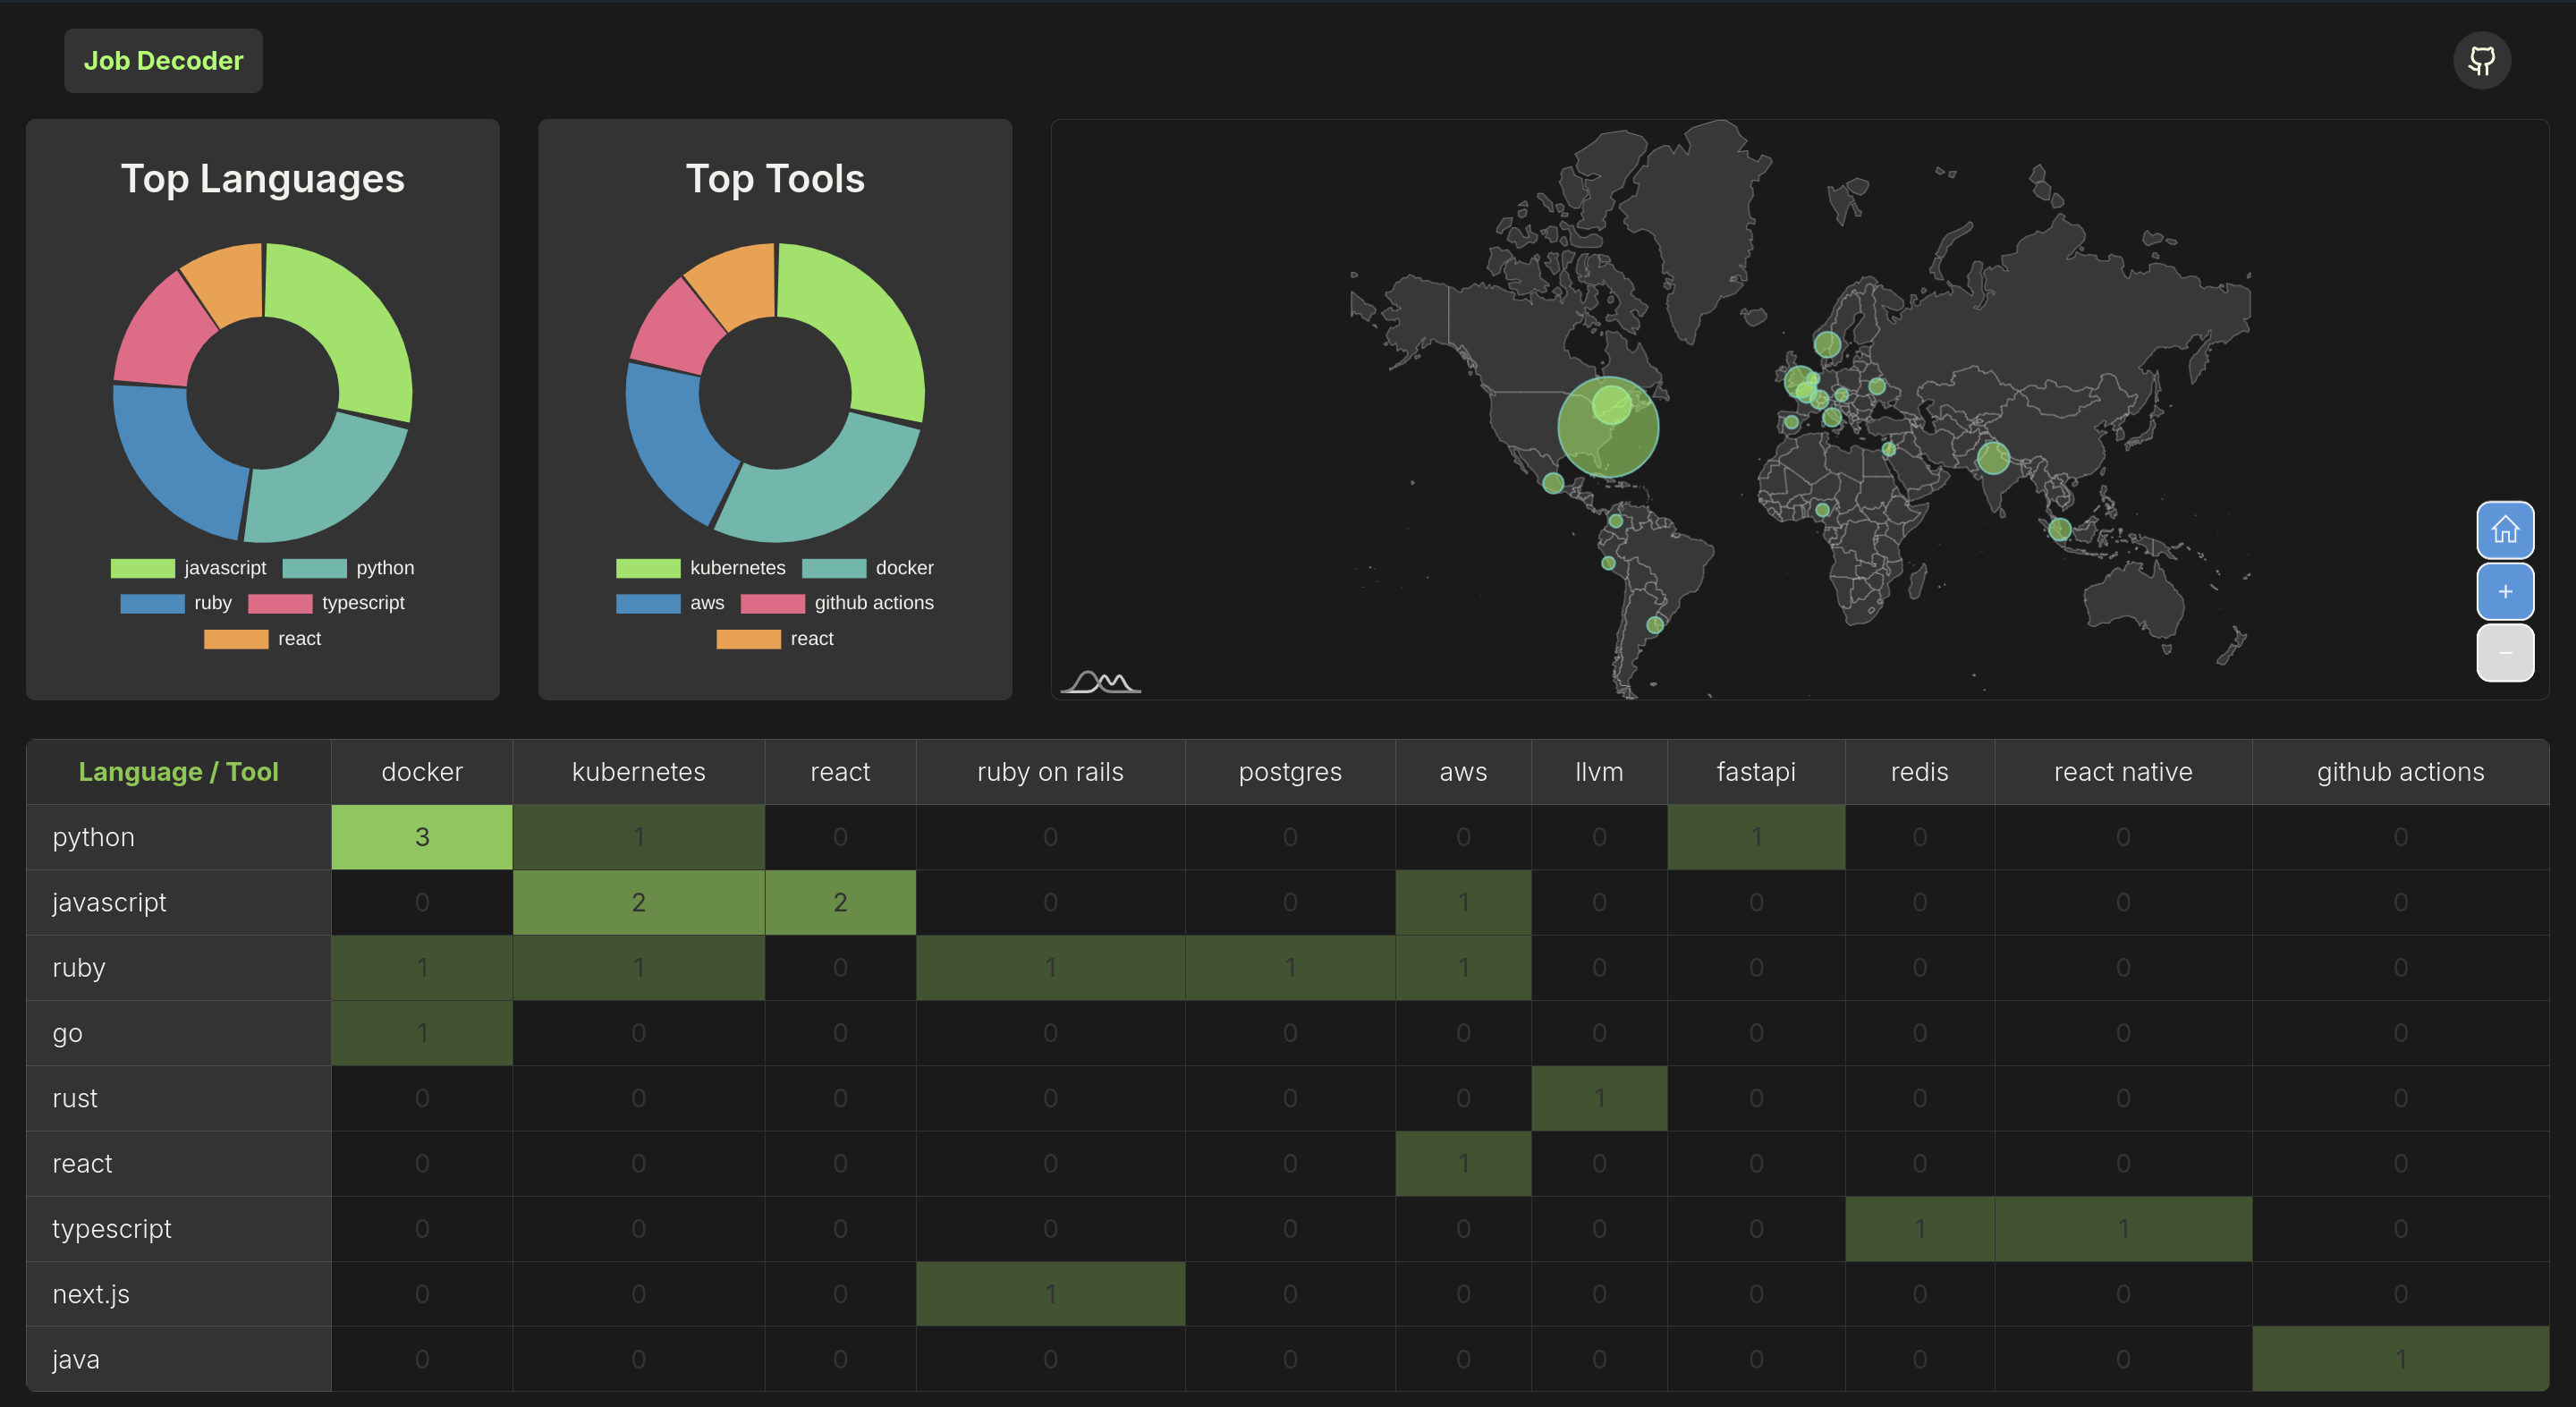 Job Decoder
Top Languages
javascript python
ruby typescript
react
Top Tools
kubernetes docker
aws github actions
react
+
−
Language / Tool docker kubernetes react ruby on rails postgres aws llvm fastapi redis react native github actions
python 3 1 0 0 0 0 0 1 0 0 0
javascript 0 2 2 0 0 1 0 0 0 0 0
ruby 1 1 0 1 1 1 0 0 0 0 0
go 1 0 0 0 0 0 0 0 0 0 0
rust 0 0 0 0 0 0 1 0 0 0 0
react 0 0 0 0 0 1 0 0 0 0 0
typescript 0 0 0 0 0 0 0 0 1 1 0
next.js 0 0 0 1 0 0 0 0 0 0 0
java 0 0 0 0 0 0 0 0 0 0 1